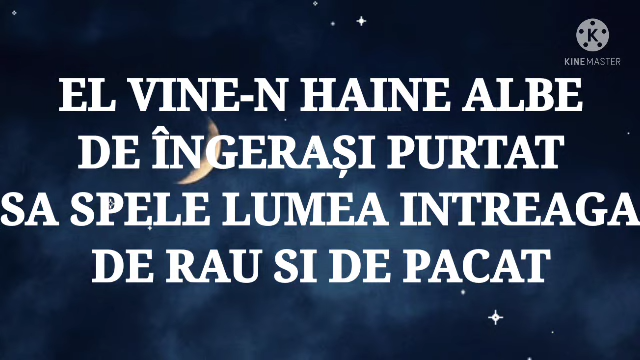 EL VINE-N HAINE ALBE
DE ÎNGERAȘI PURTAT
SA SPELE LUMEA INTREAGA
DE RAU SI DE PACAT
K
KINEMASTER